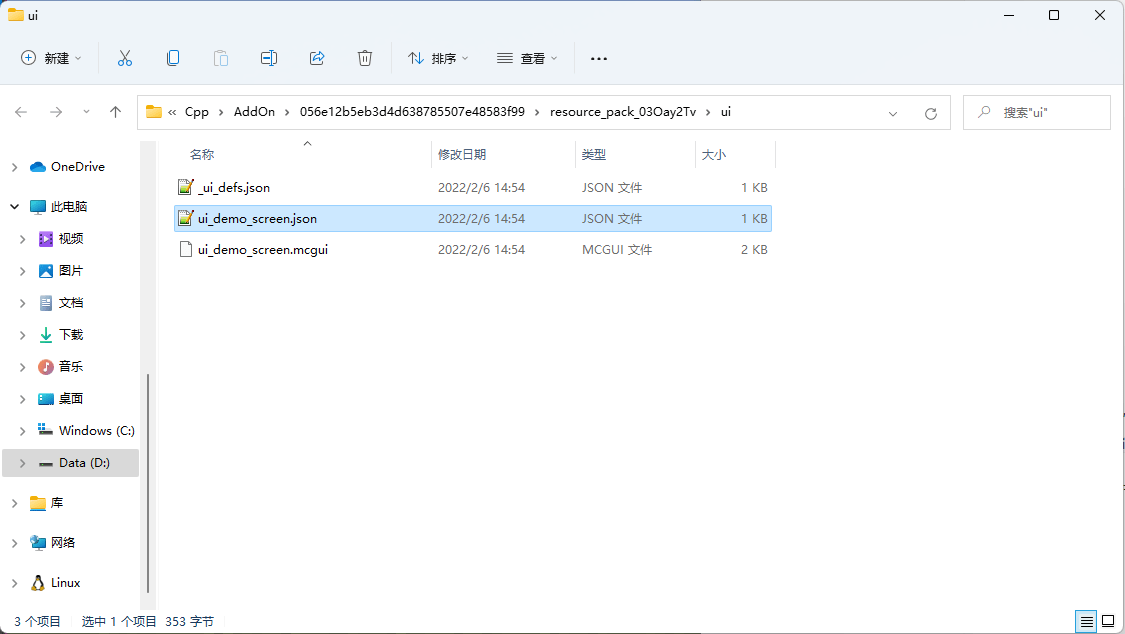 ui
新建 排序 查看 ...
« Cpp › AddOn › 056e12b5eb3d4d638785507e48583f99 › resource_pack_03Oay2Tv › ui 搜索"ui"
名称 修改日期 类型 大小
_ui_defs.json 2022/2/6 14:54 JSON 文件 1 KB
ui_demo_screen.json 2022/2/6 14:54 JSON 文件 1 KB
ui_demo_screen.mcgui 2022/2/6 14:54 MCGUI 文件 2 KB
OneDrive
此电脑
视频
图片
文档
下载
音乐
桌面
Windows (C:)
Data (D:)
库
网络
Linux
3 个项目 选中 1 个项目 353 字节